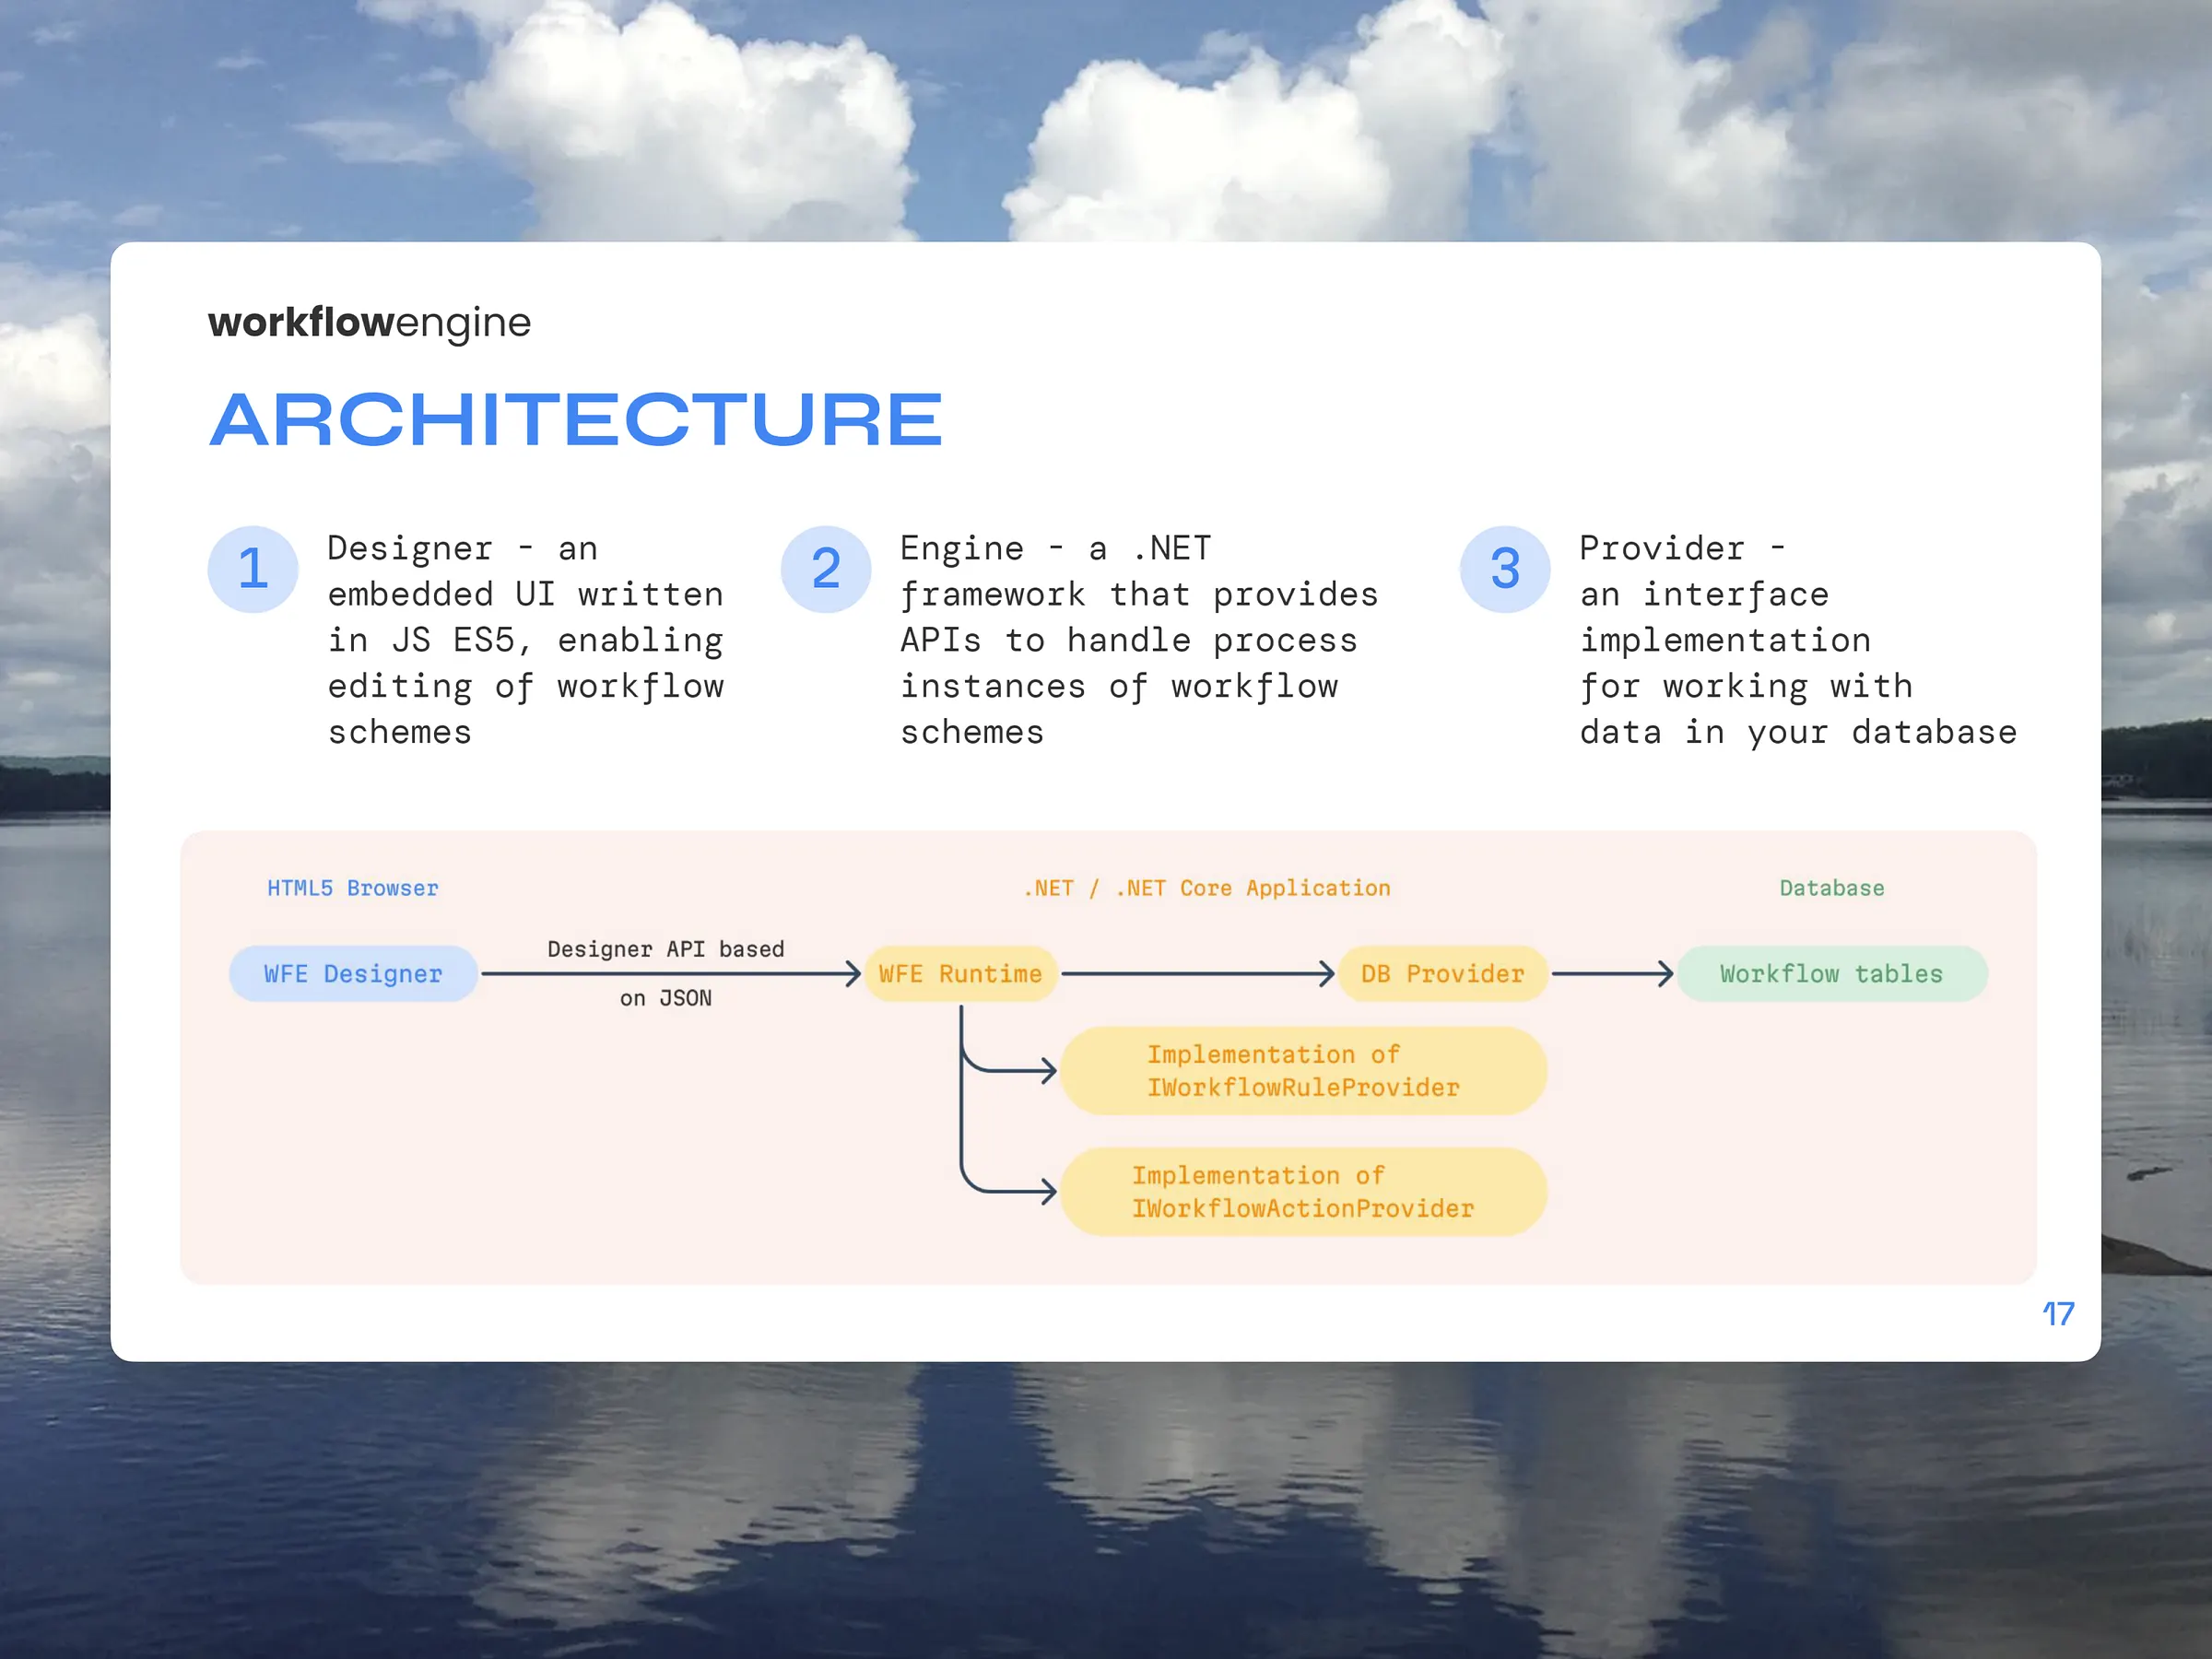 workflowengine
ARCHITECTURE
1
Designer - an
embedded UI written
in JS ES5, enabling
editing of workflow
schemes
2
Engine - a .NET
framework that provides
APIs to handle process
instances of workflow
schemes
3
Provider -
an interface
implementation
for working with
data in your database
HTML5 Browser
.NET / .NET Core Application
Database
WFE Designer
Designer API based
on JSON
WFE Runtime
DB Provider
Workflow tables
Implementation of
IWorkflowRuleProvider
Implementation of
IWorkflowActionProvider
17